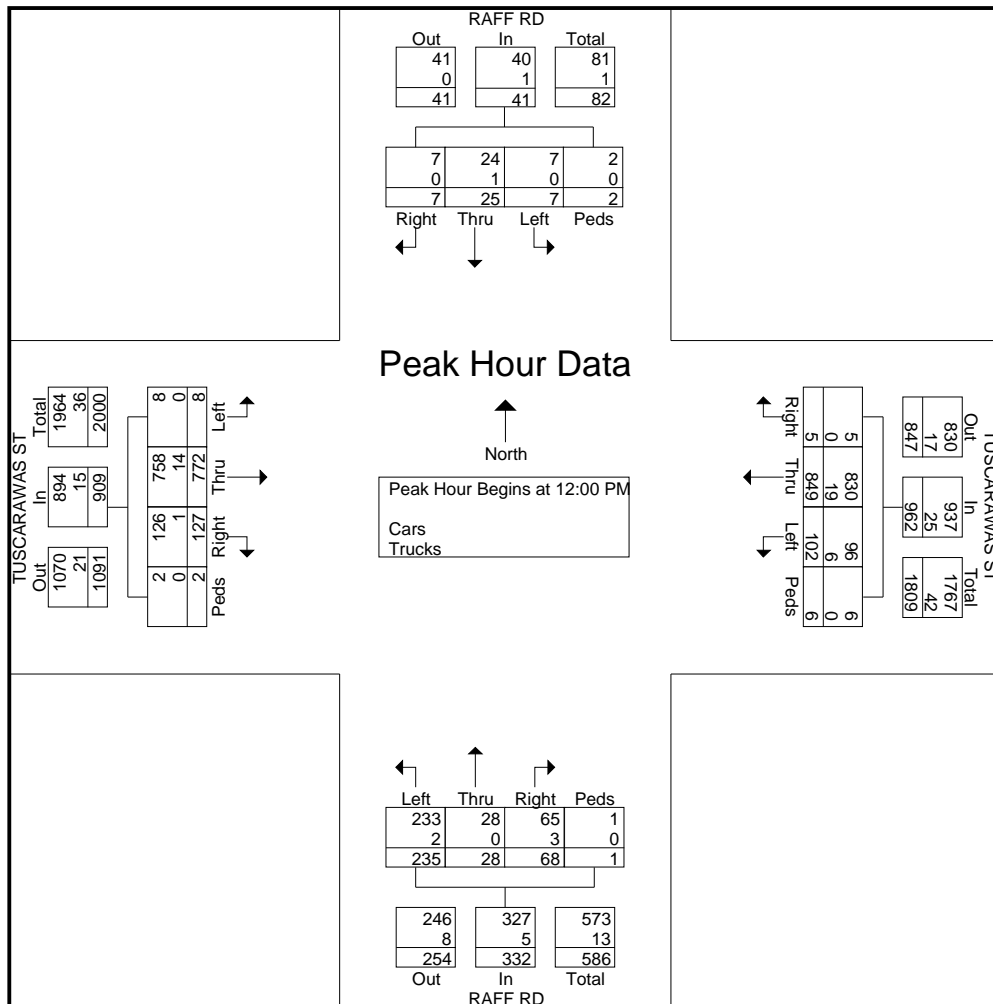 RAFF RD
Out In Total
41 40 81
0 1 1
41 41 82
7 24 7 2
0 1 0 0
7 25 7 2
Right Thru Left Peds
Peak Hour Data
North
Peak Hour Begins at 12:00 PM
Cars
Trucks
TUSCARAWAS ST
Out In Total
1070 894 1964
21 15 36
1091 909 2000
2 126 758 8
0 1 14 0
2 127 772 8
Peds Right Thru Left
TUSCARAWAS ST
Out In Total
830 937 1767
17 25 42
847 962 1809
5 830 96 6
0 19 6 0
5 849 102 6
Right Thru Left Peds
Left Thru Right Peds
233 28 65 1
2 0 3 0
235 28 68 1
246 327 573
8 5 13
254 332 586
Out In Total
RAFF RD